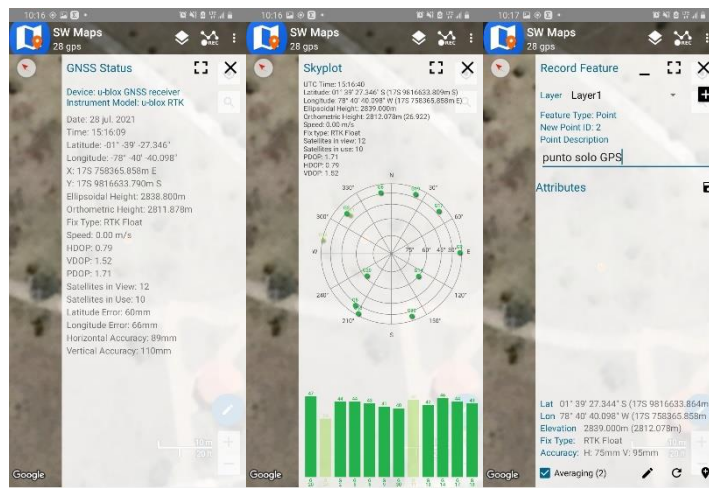 10:16
SW Maps
28 gps
REC
GNSS Status
Device: u-blox GNSS receiver
Instrument Model: u-blox RTK
Date: 28 jul. 2021
Time: 15:16:09
Latitude: -01° -39' -27.346"
Longitude: -78° -40' -40.098"
X: 17S 758365.858m E
Y: 17S 9816633.790m S
Ellipsoidal Height: 2838.800m
Orthometric Height: 2811.878m
Fix Type: RTK Float
Speed: 0.00 m/s
HDOP: 0.79
VDOP: 1.52
PDOP: 1.71
Satellites in View: 12
Satellites in Use: 10
Latitude Error: 60mm
Longitude Error: 66mm
Horizontal Accuracy: 89mm
Vertical Accuracy: 110mm
Google
10:16
SW Maps
28 gps
REC
Skyplot
UTC Time: 15:16:40
Latitude: 01° 39' 27.346" S (17S 9816633.809m S)
Longitude: 78° 40' 40.098" W (17S 758365.858m E)
Ellipsoidal Height: 2839.000m
Orthometric Height: 2812.078m (26.922)
Speed: 0.00 m/s
Fix type: RTK Float
Satellites in view: 12
Satellites in use: 10
PDOP: 1.71
HDOP: 0.79
VDOP: 1.52
N
330° 30°
300° 60°
75° 60° 45° 30° E
240° 120°
210° 150°
S
Google
10:17
SW Maps
28 gps
REC
Record Feature
Layer Layer1
Feature Type: Point
New Point ID: 2
Point Description
punto solo GPS
Attributes
Lat 01° 39' 27.344" S (17S 9816633.864m
Lon 78° 40' 40.098" W (17S 758365.858m
Elevation 2839.000m (2812.078m)
Fix Type: RTK Float
Accuracy: H: 75mm V: 95mm
Google
Averaging (2)